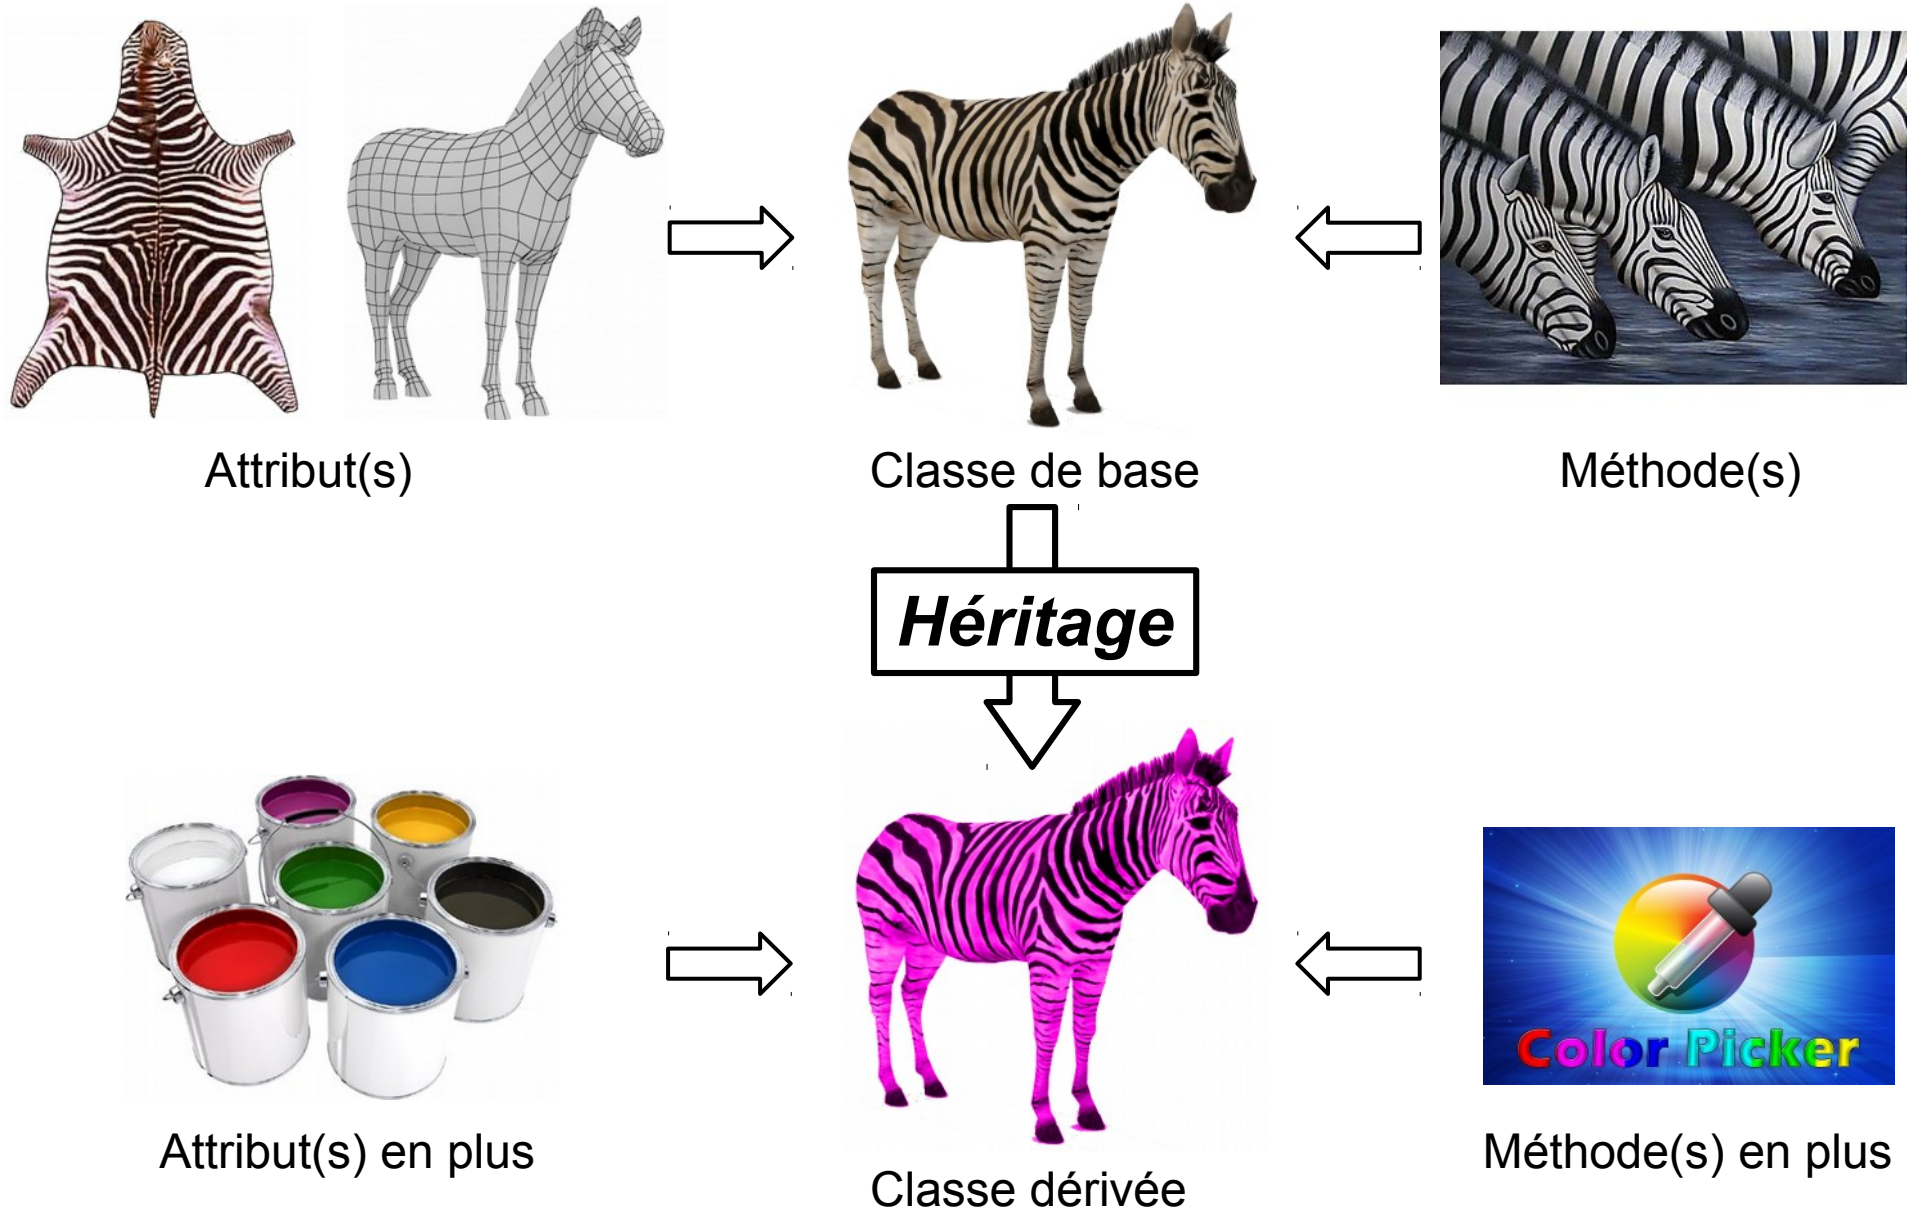 Attribut(s)
Classe de base
Méthode(s)
Héritage
Color Picker
Attribut(s) en plus
Classe dérivée
Méthode(s) en plus